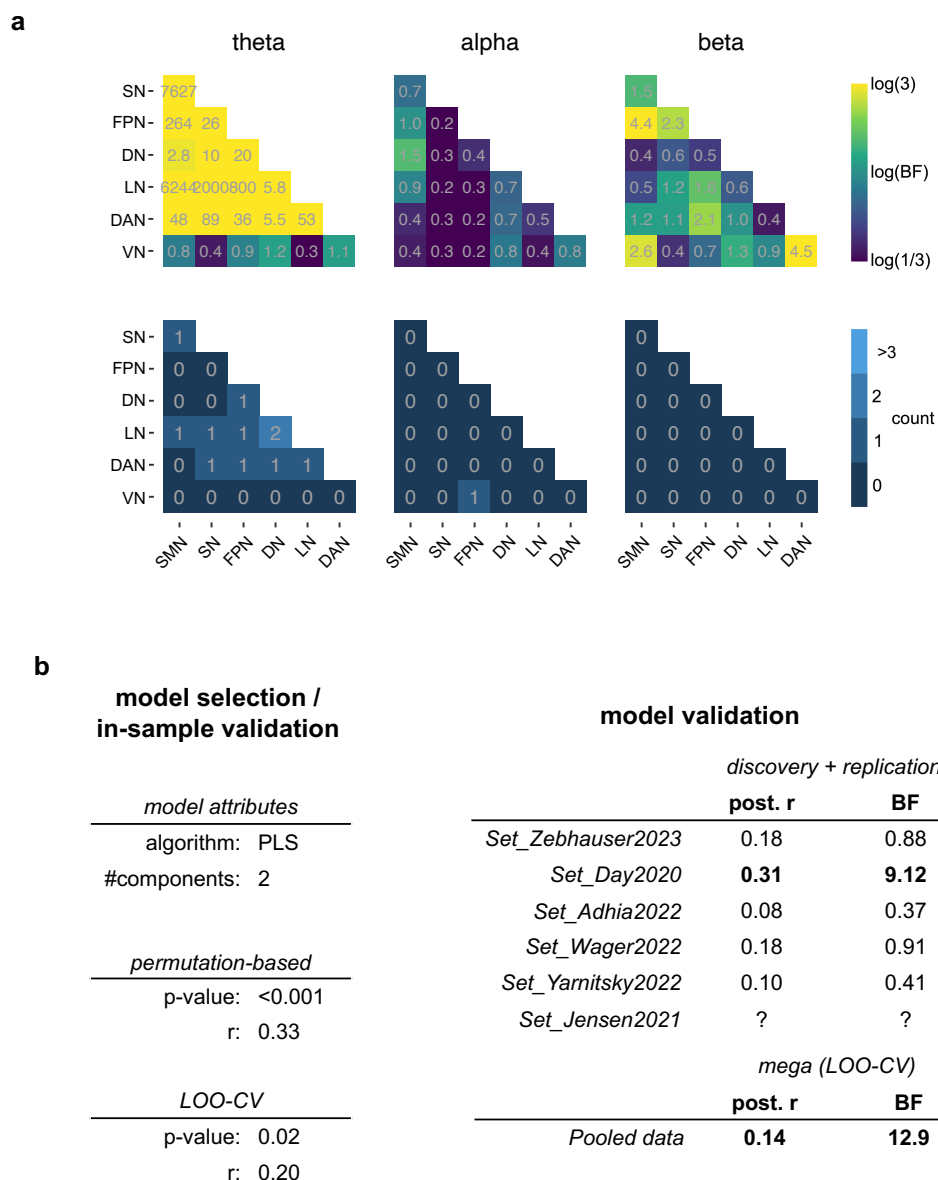 a
theta alpha beta
SN
7627 0.7 1.5
FPN
264 26 1.0 0.2 4.4 2.3
DN
2.8 10 20 1.5 0.3 0.4 0.4 0.6 0.5
LN
6244 2000 800 5.8 0.9 0.2 0.3 0.7 0.5 1.2 1.8 0.6
DAN
48 89 36 5.5 53 0.4 0.3 0.2 0.7 0.5 1.2 1.1 2.1 1.0 0.4
VN
0.8 0.4 0.9 1.2 0.3 1.1 0.4 0.3 0.2 0.8 0.4 0.8 2.6 0.4 0.7 1.3 0.9 4.5
log(3)
log(BF)
log(1/3)
SN 1 0 0
FPN 0 0 0 0 0 0
DN 0 0 1 0 0 0 0 0 0
LN 1 1 1 2 0 0 0 0 0 0 0 0
DAN 0 1 1 1 1 0 0 0 0 0 0 0 0 0 0
VN 0 0 0 0 0 0 0 0 1 0 0 0 0 0 0 0 0 0
>3
2
count
1
0
SMN SN FPN DN LN DAN SMN SN FPN DN LN DAN SMN SN FPN DN LN DAN
b
model selection /
in-sample validation
model attributes
algorithm: PLS
#components: 2
permutation-based
p-value: <0.001
r: 0.33
LOO-CV
p-value: 0.02
r: 0.20
model validation
discovery + replication
post. r BF
Set_Zebhauser2023 0.18 0.88
Set_Day2020 0.31 9.12
Set_Adhia2022 0.08 0.37
Set_Wager2022 0.18 0.91
Set_Yarnitsky2022 0.10 0.41
Set_Jensen2021 ? ?
mega (LOO-CV)
post. r BF
Pooled data 0.14 12.9